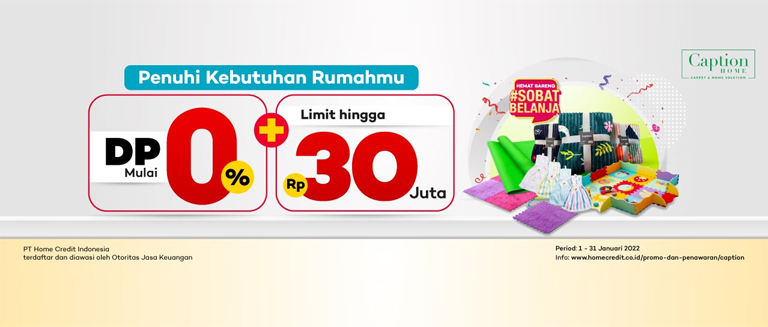 Caption
HOME
CARPET & HOME SOLUTION
Penuhi Kebutuhan Rumahmu
DP
Mulai
0%
+
Limit hingga
Rp 30 Juta
HEMAT BARENG
#SOBAT
BELANJA
PT Home Credit Indonesia
terdaftar dan diawasi oleh Otoritas Jasa Keuangan
Period: 1 - 31 Januari 2022
Info: www.homecredit.co.id/promo-dan-penawaran/caption